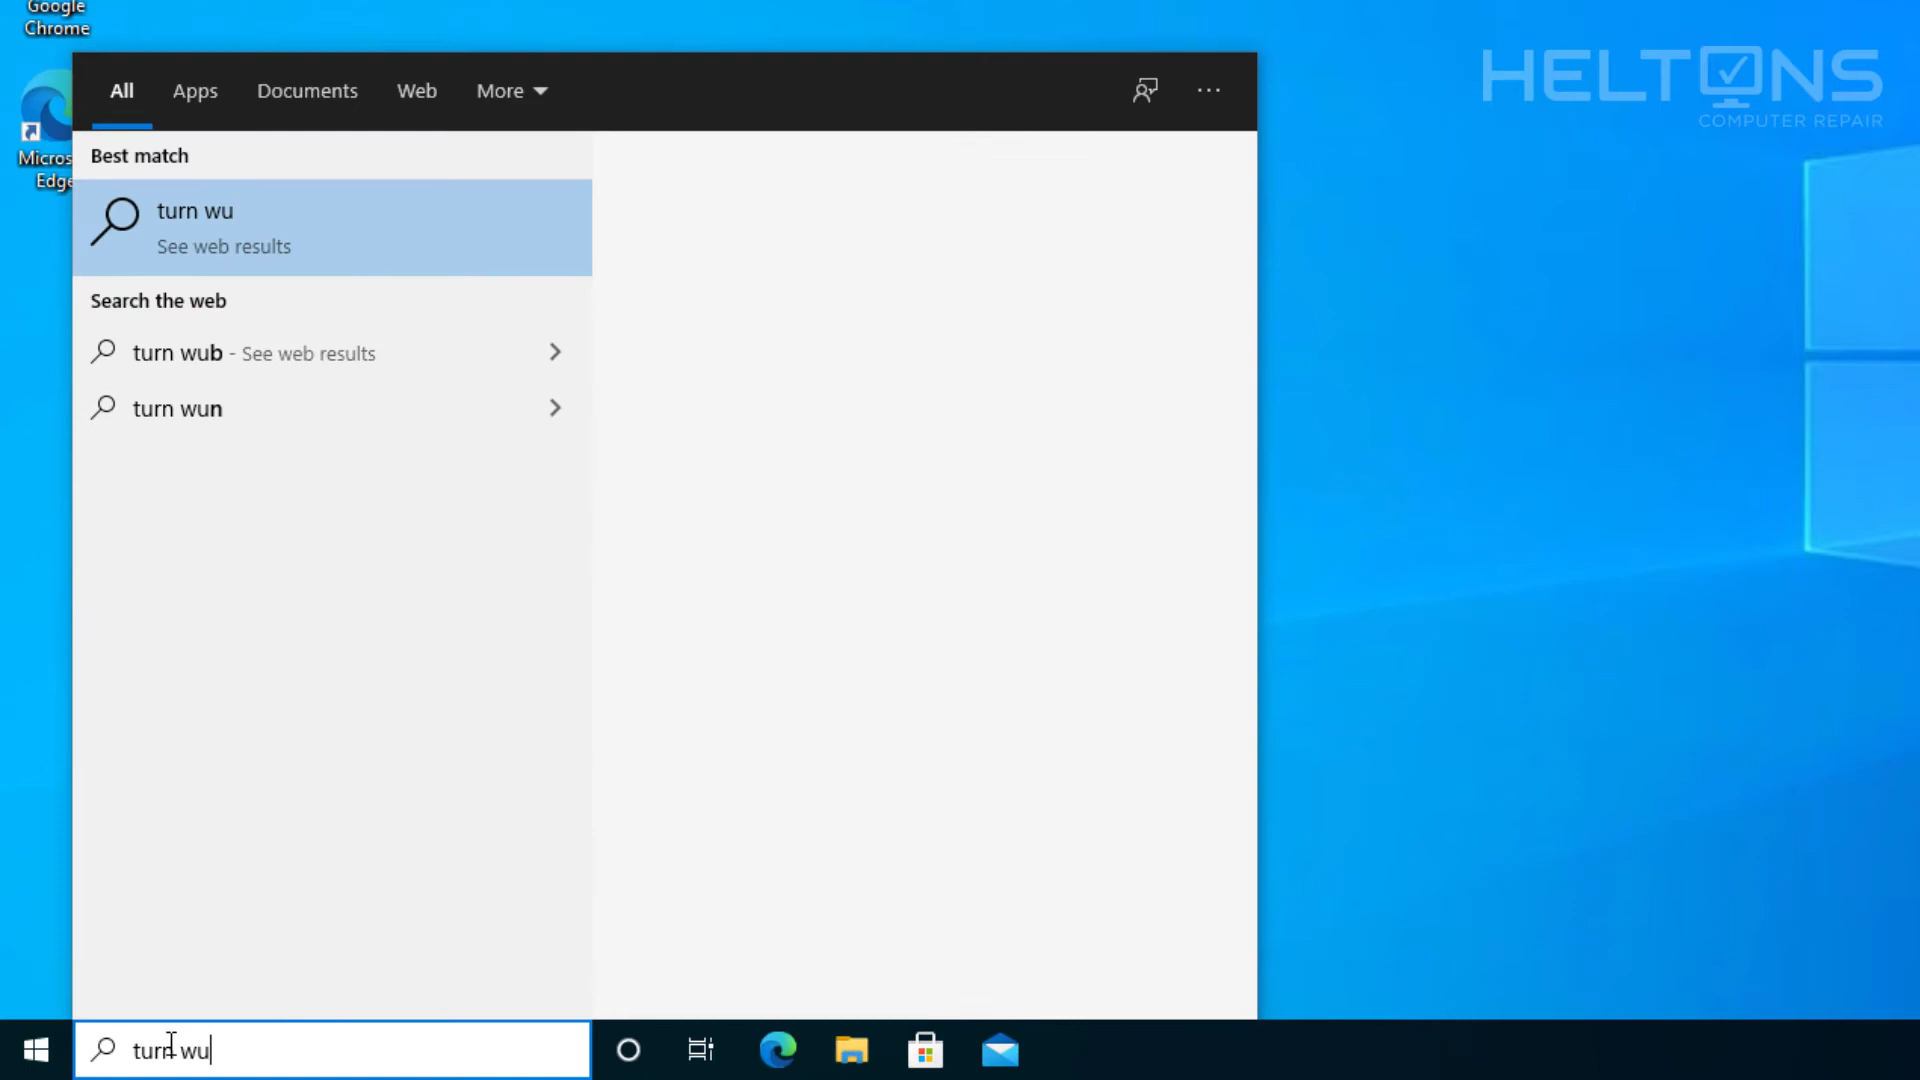 Google
Chrome
HELTONS
COMPUTER REPAIR
All Apps Documents Web More
Best match
Micros
Edge
turn wu
See web results
Search the web
turn wub - See web results
turn wun
turn wu